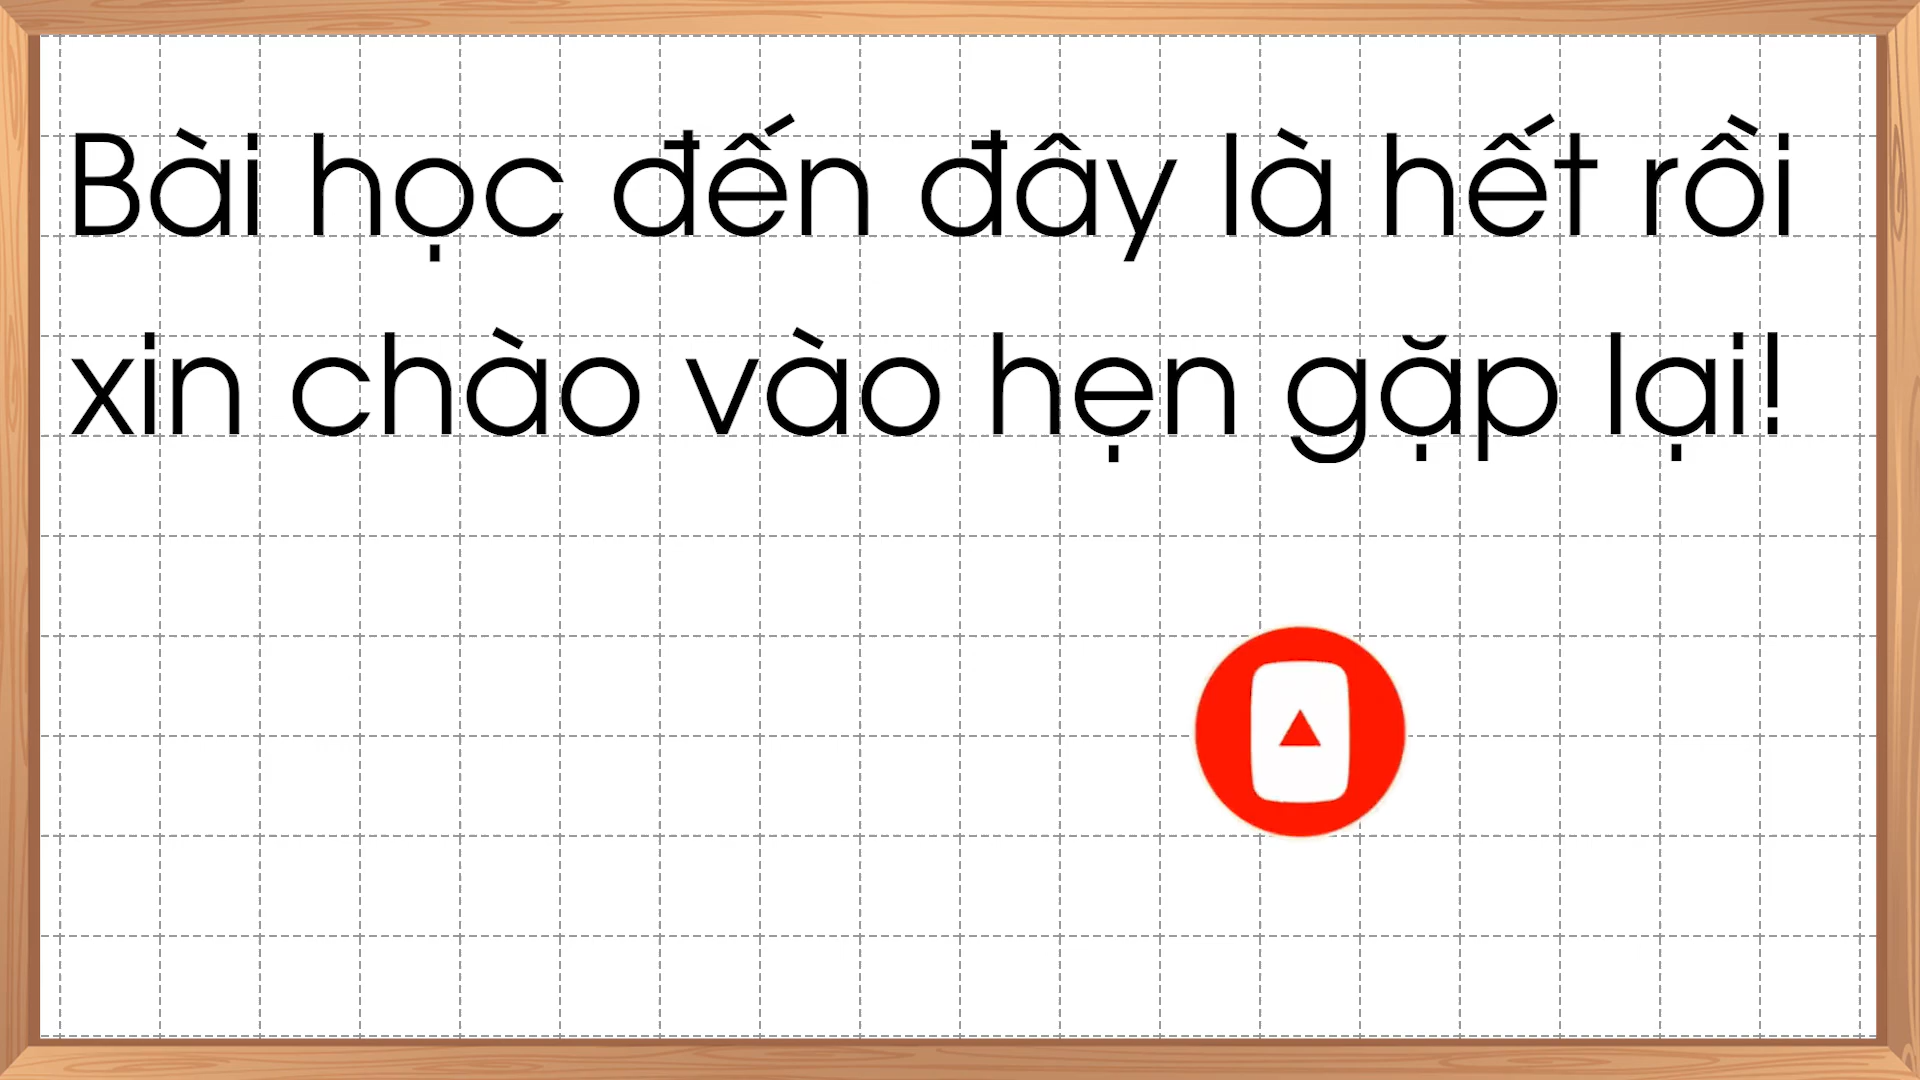 Bài học đến đây là hết rồi
xin chào vào hẹn gặp lại!